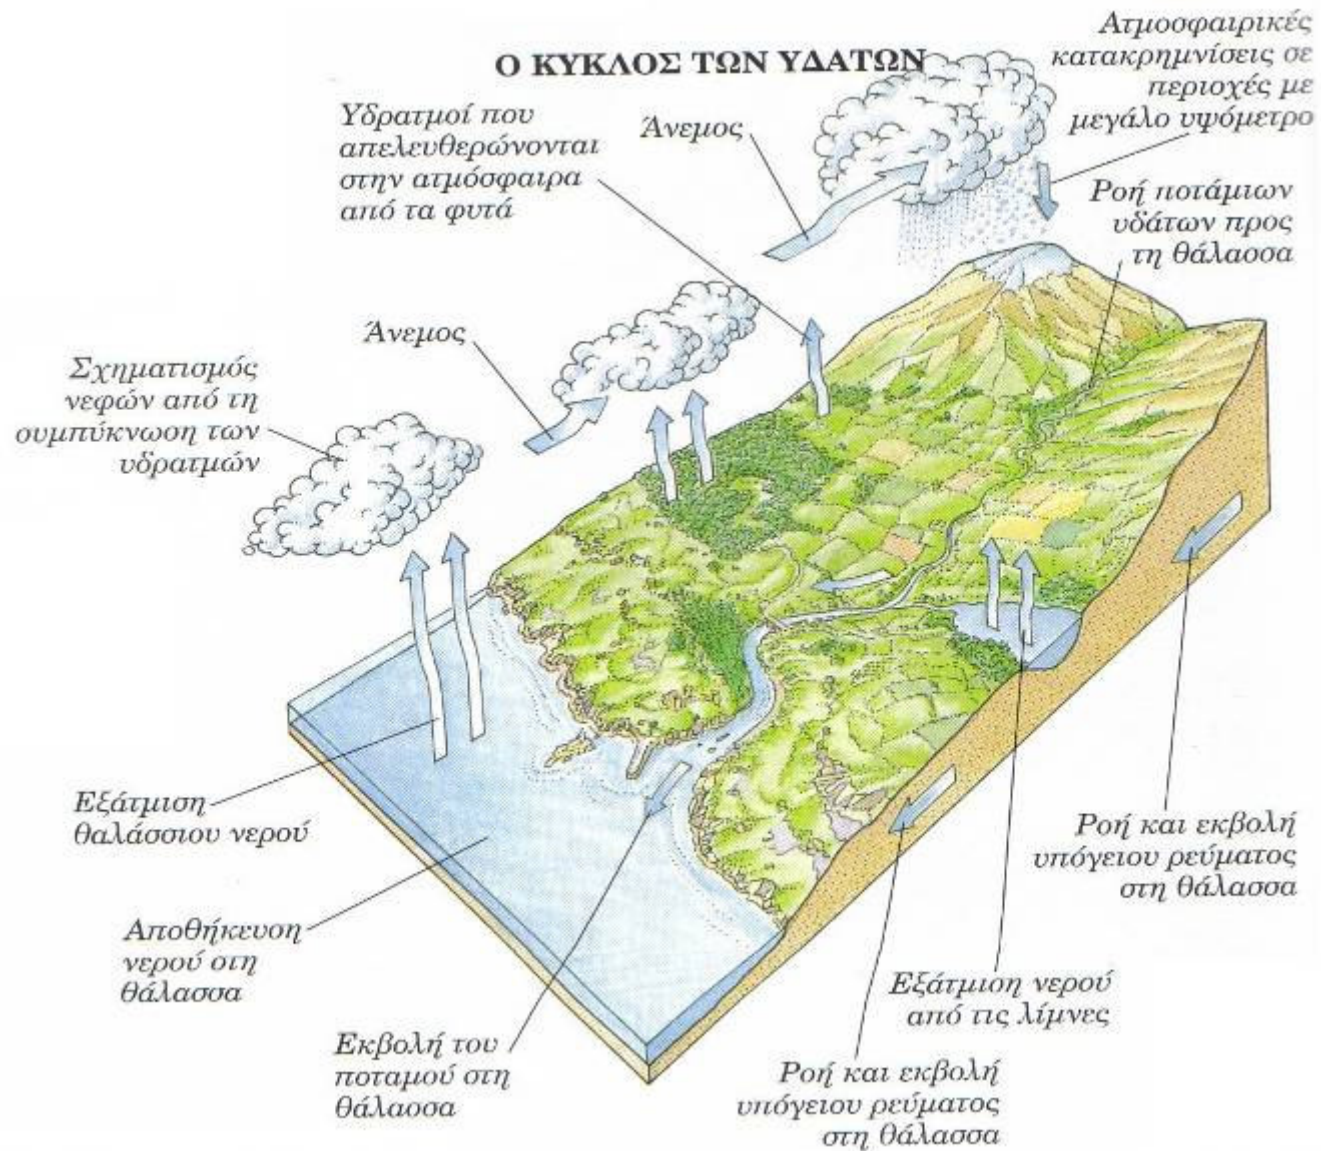 Ο ΚΥΚΛΟΣ ΤΩΝ ΥΔΑΤΩΝ
Ατμοσφαιρικές
κατακρημνίσεις σε
περιοχές με
μεγάλο υψόμετρο
Υδρατμοί που
απελευθερώνονται
στην ατμόσφαιρα
από τα φυτά
Άνεμος
Ροή ποτάμιων
υδάτων προς
τη θάλασσα
Άνεμος
Σχηματισμός
νεφών από τη
συμπύκνωση των
υδρατμών
Εξάτμιση
θαλάσσιου νερού
Ροή και εκβολή
υπόγειου ρεύματος
στη θάλασσα
Αποθήκευση
νερού στη
θάλασσα
Εξάτμιση νερού
από τις λίμνες
Εκβολή του
ποταμού στη
θάλασσα
Ροή και εκβολή
υπόγειου ρεύματος
στη θάλασσα